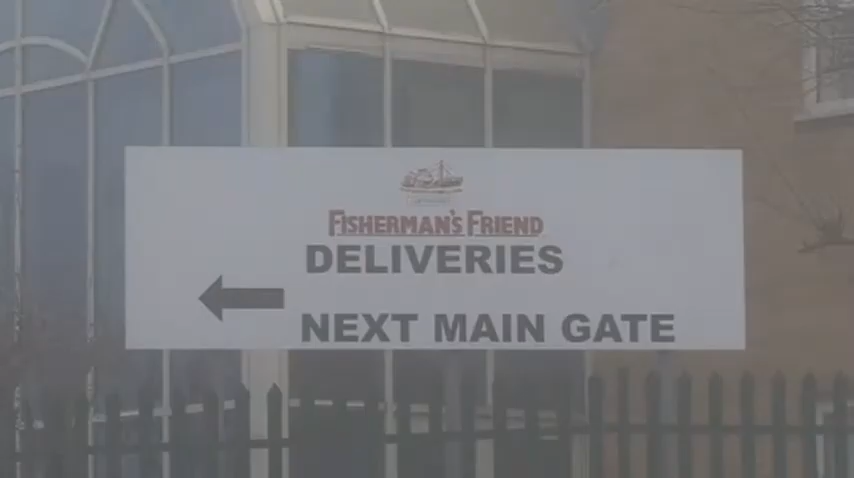 FISHERMAN'S FRIEND
DELIVERIES
NEXT MAIN GATE